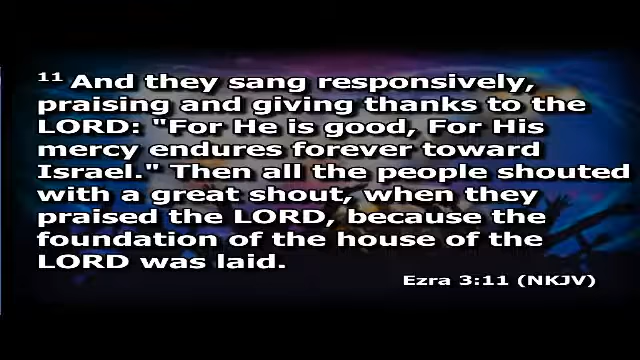 11 And they sang responsively,
praising and giving thanks to the
LORD: "For He is good, For His
mercy endures forever toward
Israel." Then all the people shouted
with a great shout, when they
praised the LORD, because the
foundation of the house of the
LORD was laid.
Ezra 3:11 (NKJV)